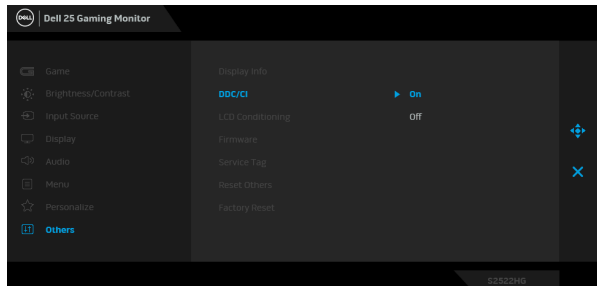 DELL Dell 25 Gaming Monitor
Game
Brightness/Contrast
Input Source
Display
Audio
Menu
Personalize
Others
Display Info
DDC/CI On
Off
LCD Conditioning
Firmware
Service Tag
Reset Others
Factory Reset
S2522HG